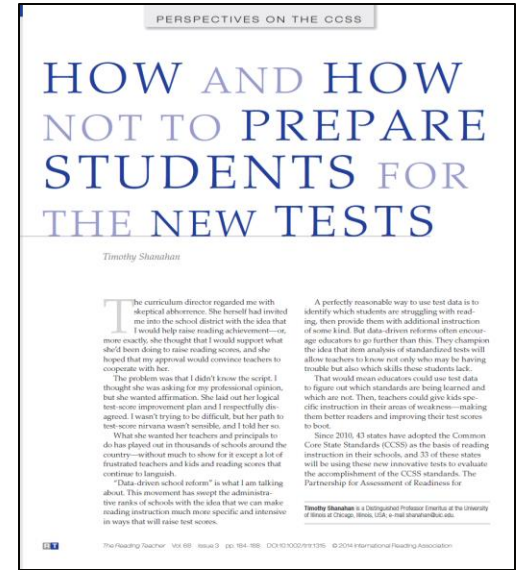 PERSPECTIVES ON THE CCSS
HOW AND HOW
NOT TO PREPARE
STUDENTS FOR
THE NEW TESTS
Timothy Shanahan
The curriculum director regarded me with
skeptical abhorrence. She herself had invited
me into the school district with the idea that
I would help raise reading achievement—or,
more exactly, she thought that I would support what
she'd been doing to raise reading scores, and she
hoped that my approval would convince teachers to
cooperate with her.
The problem was that I didn't know the script. I
thought she was asking for my professional opinion,
but she wanted affirmation. She laid out her logical
test-score improvement plan and I respectfully dis-
agreed. I wasn't trying to be difficult, but her path to
test-score nirvana wasn't sensible, and I told her so.
What she wanted her teachers and principals to
do has played out in thousands of schools around the
country—without much to show for it except a lot of
frustrated teachers and kids and reading scores that
continue to languish.
"Data-driven school reform" is what I am talking
about. This movement has swept the administra-
tive ranks of schools with the idea that we can make
reading instruction much more specific and intensive
in ways that will raise test scores.
A perfectly reasonable way to use test data is to
identify which students are struggling with read-
ing, then provide them with additional instruction
of some kind. But data-driven reforms often encour-
age educators to go further than this. They champion
the idea that item analysis of standardized tests will
allow teachers to know not only who may be having
trouble but also which skills these students lack.
That would mean educators could use test data
to figure out which standards are being learned and
which are not. Then, teachers could give kids spe-
cific instruction in their areas of weakness—making
them better readers and improving their test scores
to boot.
Since 2010, 43 states have adopted the Common
Core State Standards (CCSS) as the basis of reading
instruction in their schools, and 33 of these states
will be using these new innovative tests to evaluate
the accomplishment of the CCSS standards. The
Partnership for Assessment of Readiness for
Timothy Shanahan is a Distinguished Professor Emeritus at the University
of Illinois at Chicago, Illinois, USA; e-mail shanahan@uic.edu.
RT The Reading Teacher Vol. 68 Issue 3 pp. 184–188 DOI:10.1002/trtr.1315 © 2014 International Reading Association